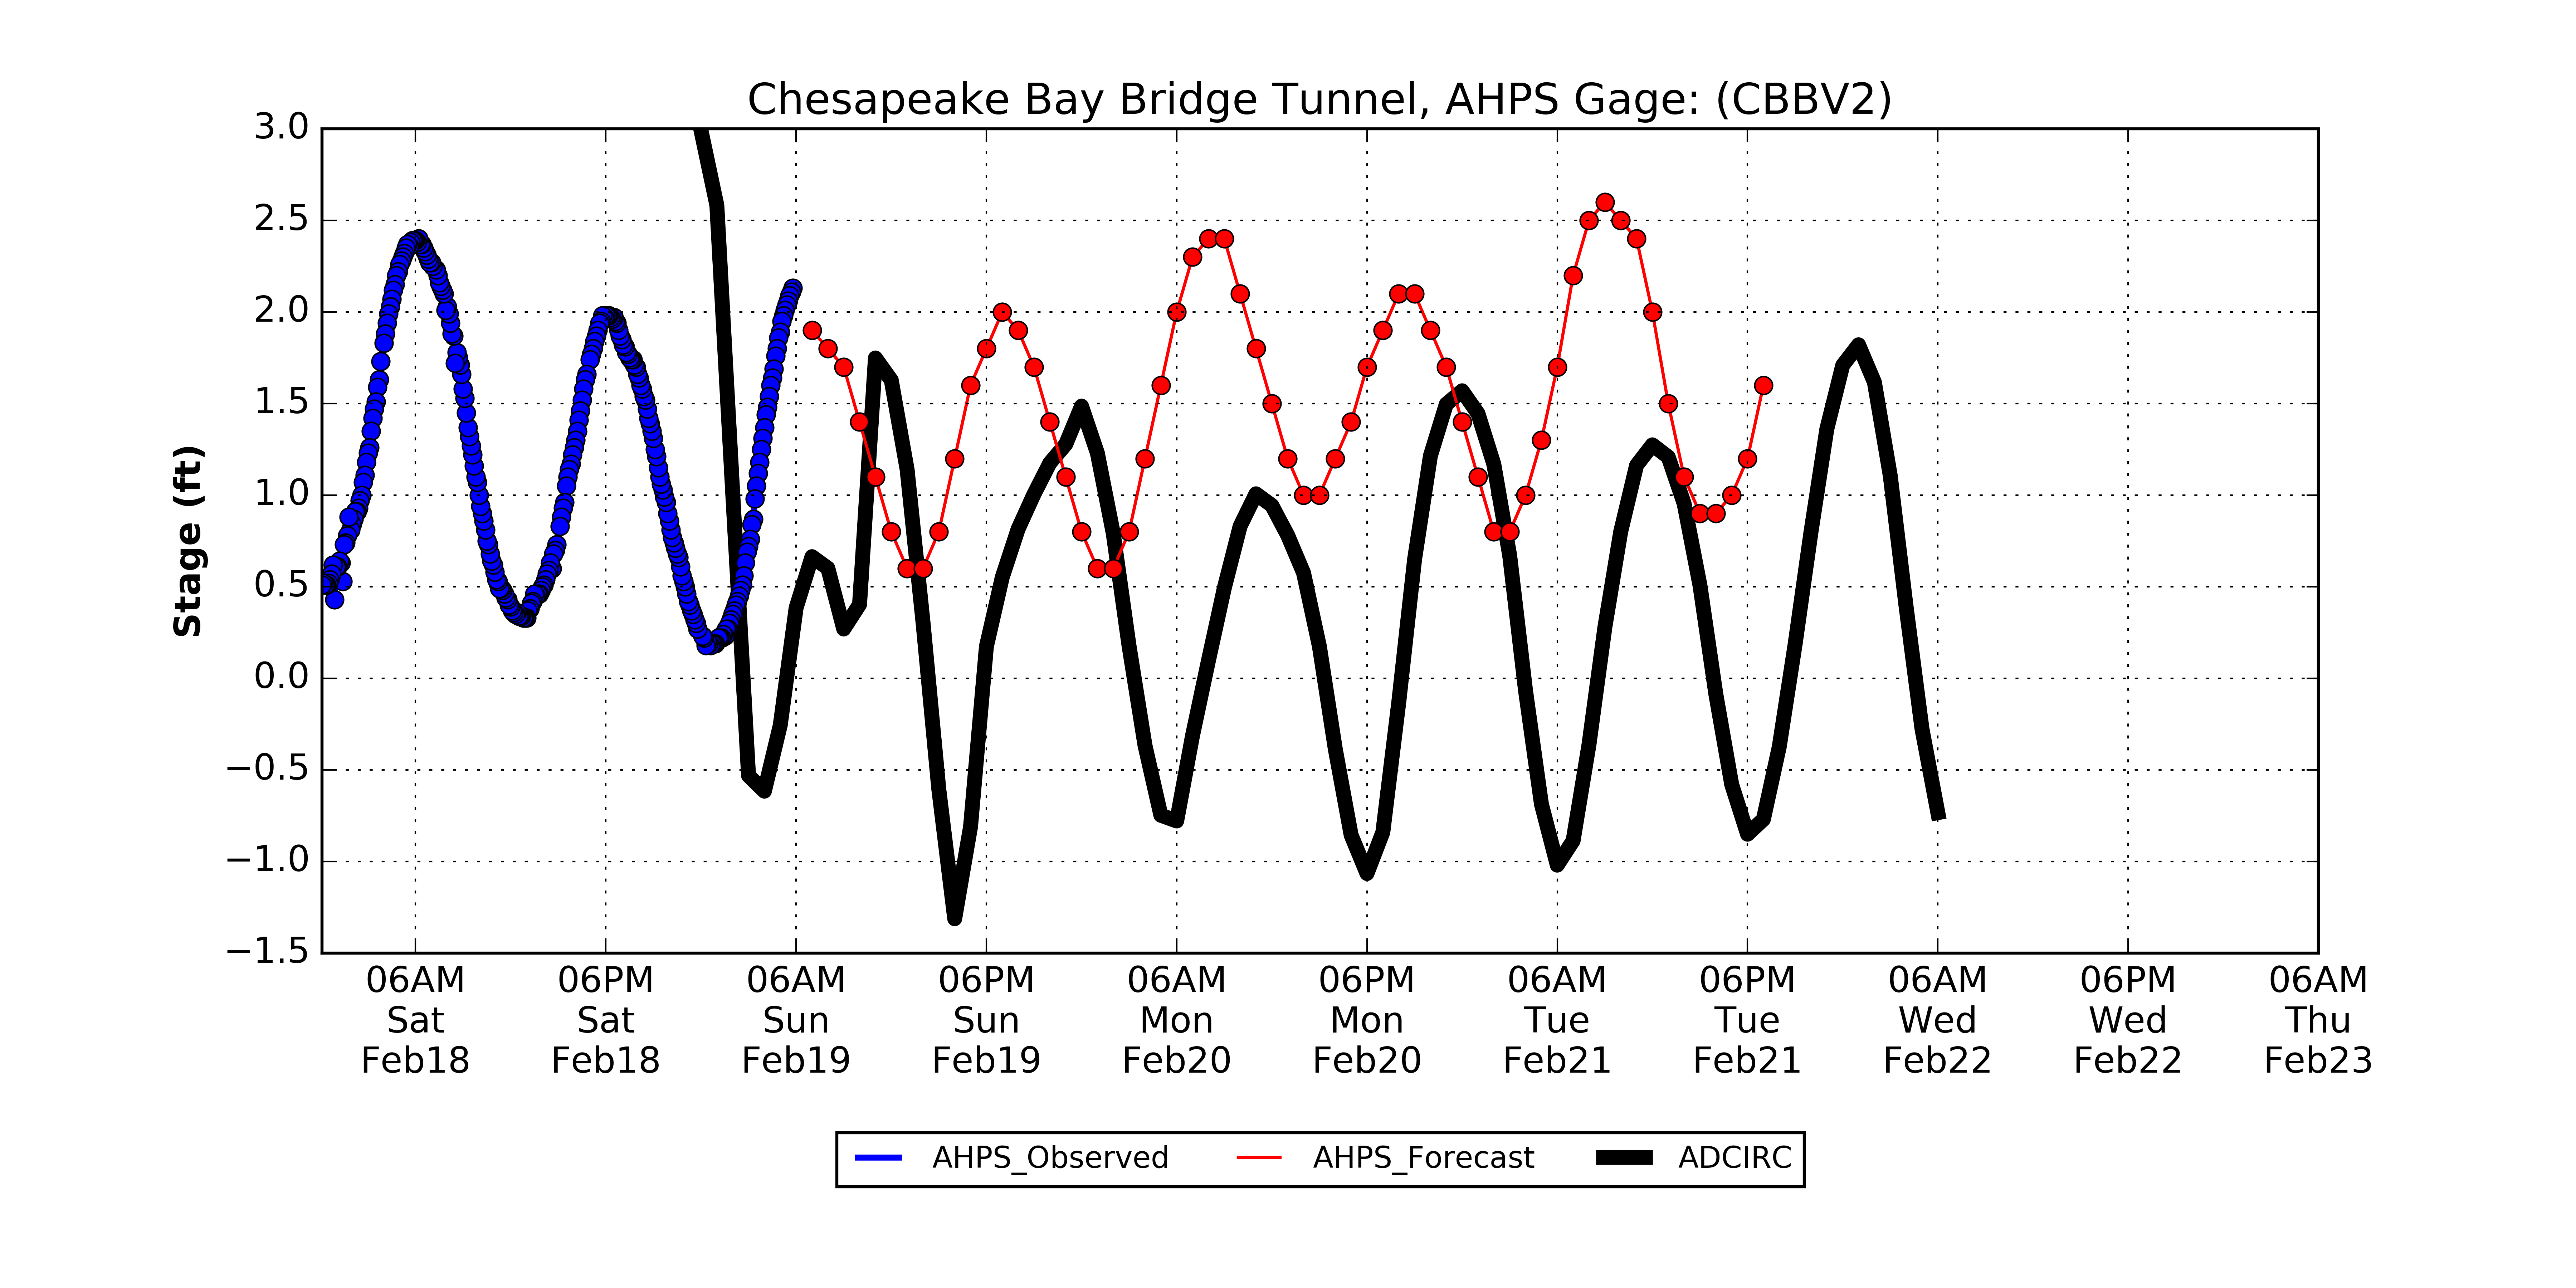 Chesapeake Bay Bridge Tunnel, AHPS Gage: (CBBV2)
3.0
2.5
2.0
1.5
1.0
0.5
0.0
−0.5
−1.0
−1.5
Stage (ft)
06AM 06PM 06AM 06PM 06AM 06PM 06AM 06PM 06AM 06PM 06AM
Sat Sat Sun Sun Mon Mon Tue Tue Wed Wed Thu
Feb18 Feb18 Feb19 Feb19 Feb20 Feb20 Feb21 Feb21 Feb22 Feb22 Feb23
AHPS_Observed AHPS_Forecast ADCIRC